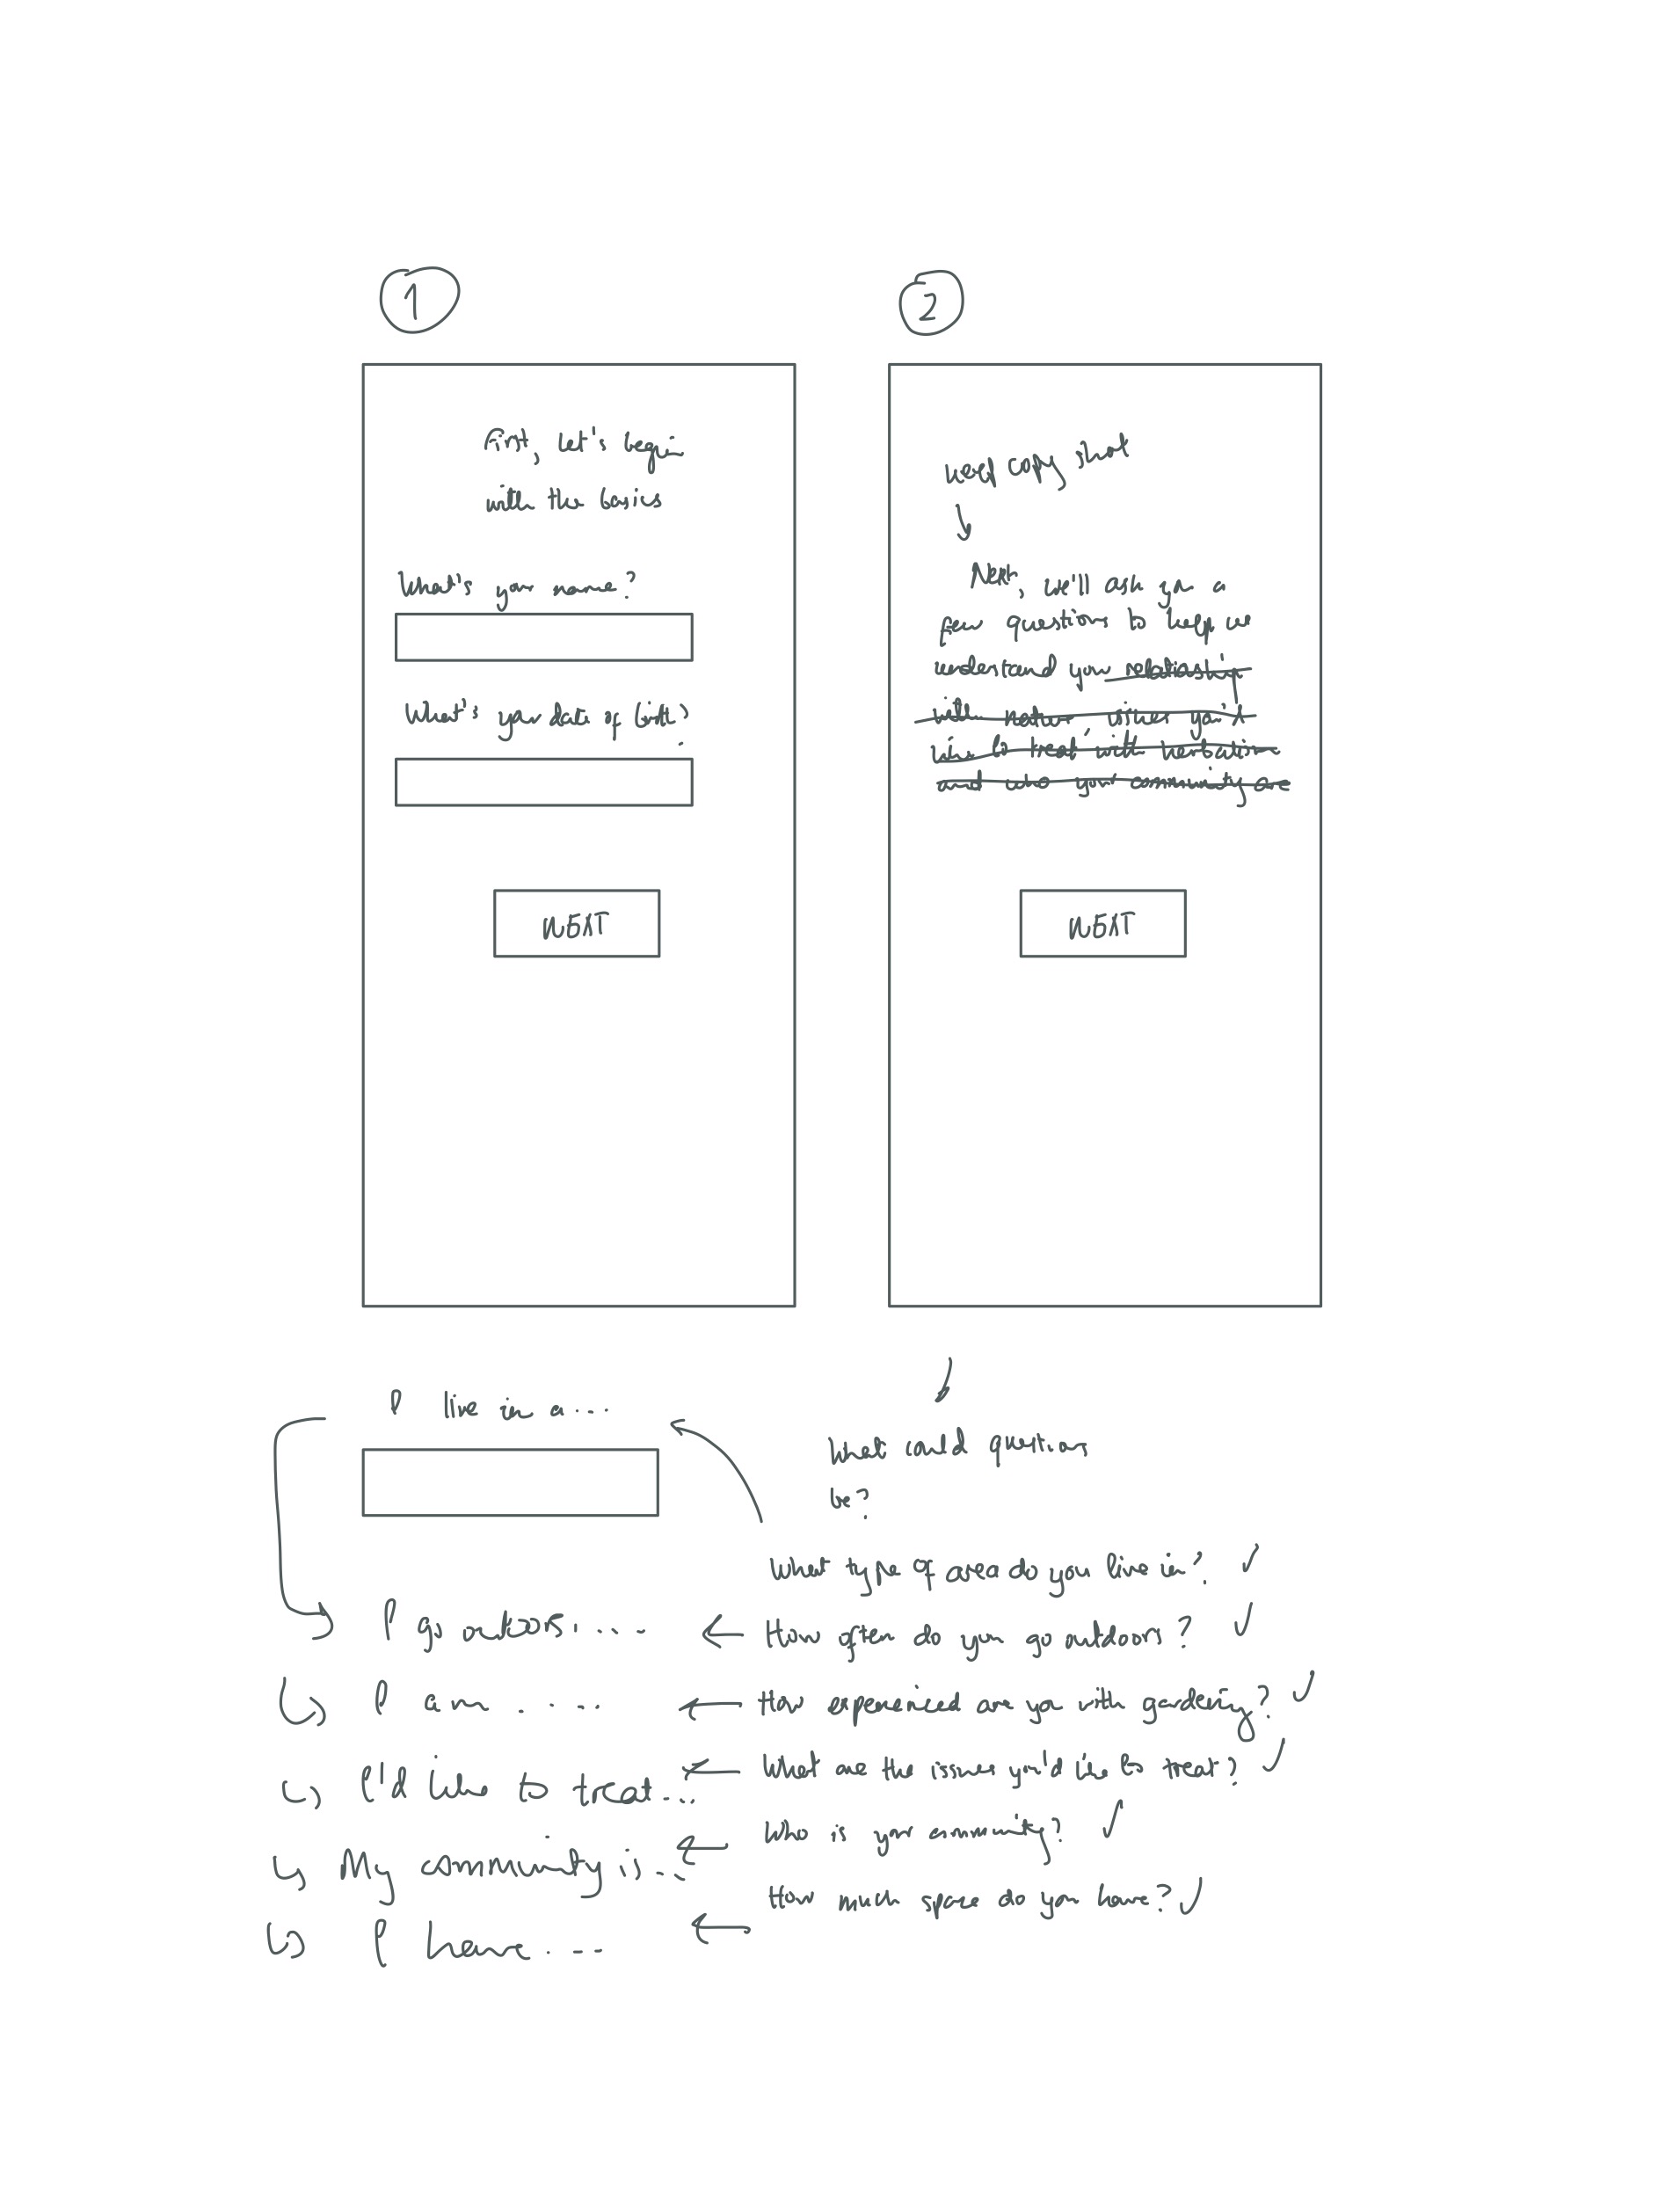 1
First, let's begin
with the basics
What's your name?
What's your date of birth?
NEXT
2
keep copy short
Next, we'll ask you a
few questions to help us
understand you relationship
with nature, issues you'd
like to treat with herbalism
and who your community are
NEXT
I live in a...
What could questions
be?
What type of area do you live in? ✓
I go outdoors.... ← How often do you go outdoors? ✓
I am .... ← How experienced are you with gardening? ✓
I'd like to treat... ← What are the issues you'd like to treat? ✓
My community is... ← Who is your community? ✓
I have.... ← How much space do you have? ✓